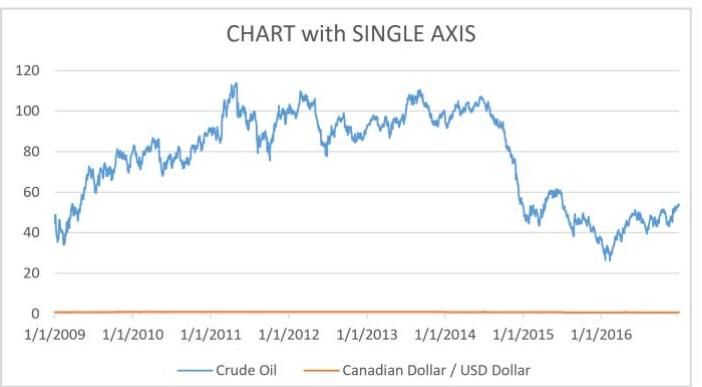 CHART with SINGLE AXIS
120
100
80
60
40
20
0
1/1/2009 1/1/2010 1/1/2011 1/1/2012 1/1/2013 1/1/2014 1/1/2015 1/1/2016
Crude Oil Canadian Dollar / USD Dollar